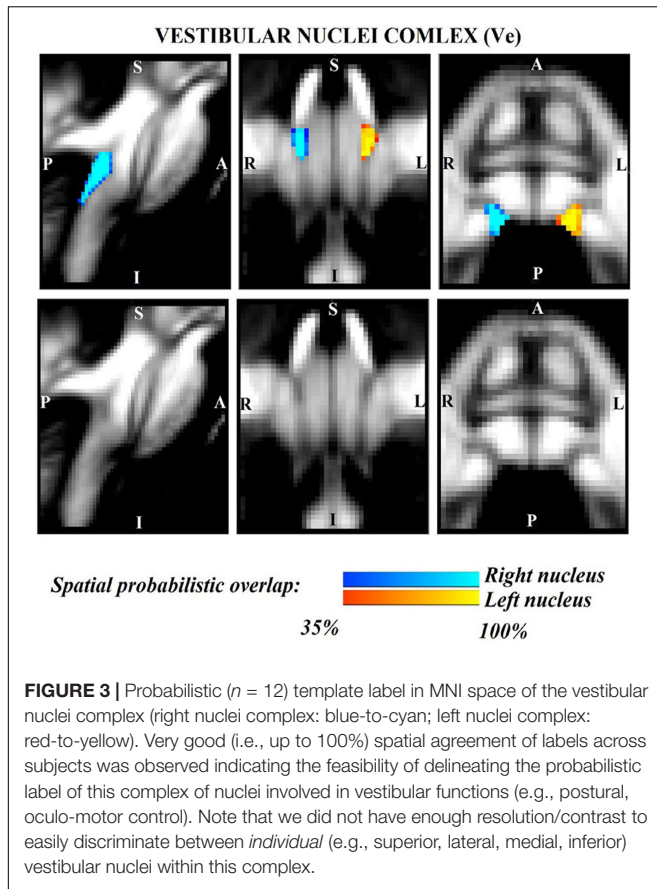 VESTIBULAR NUCLEI COMLEX (Ve)
S S A
P A R L R L
I I P
S S A
P A R L R L
I I P
Spatial probabilistic overlap: Right nucleus
Left nucleus
35% 100%
FIGURE 3 | Probabilistic (n = 12) template label in MNI space of the vestibular
nuclei complex (right nuclei complex: blue-to-cyan; left nuclei complex:
red-to-yellow). Very good (i.e., up to 100%) spatial agreement of labels across
subjects was observed indicating the feasibility of delineating the probabilistic
label of this complex of nuclei involved in vestibular functions (e.g., postural,
oculo-motor control). Note that we did not have enough resolution/contrast to
easily discriminate between individual (e.g., superior, lateral, medial, inferior)
vestibular nuclei within this complex.